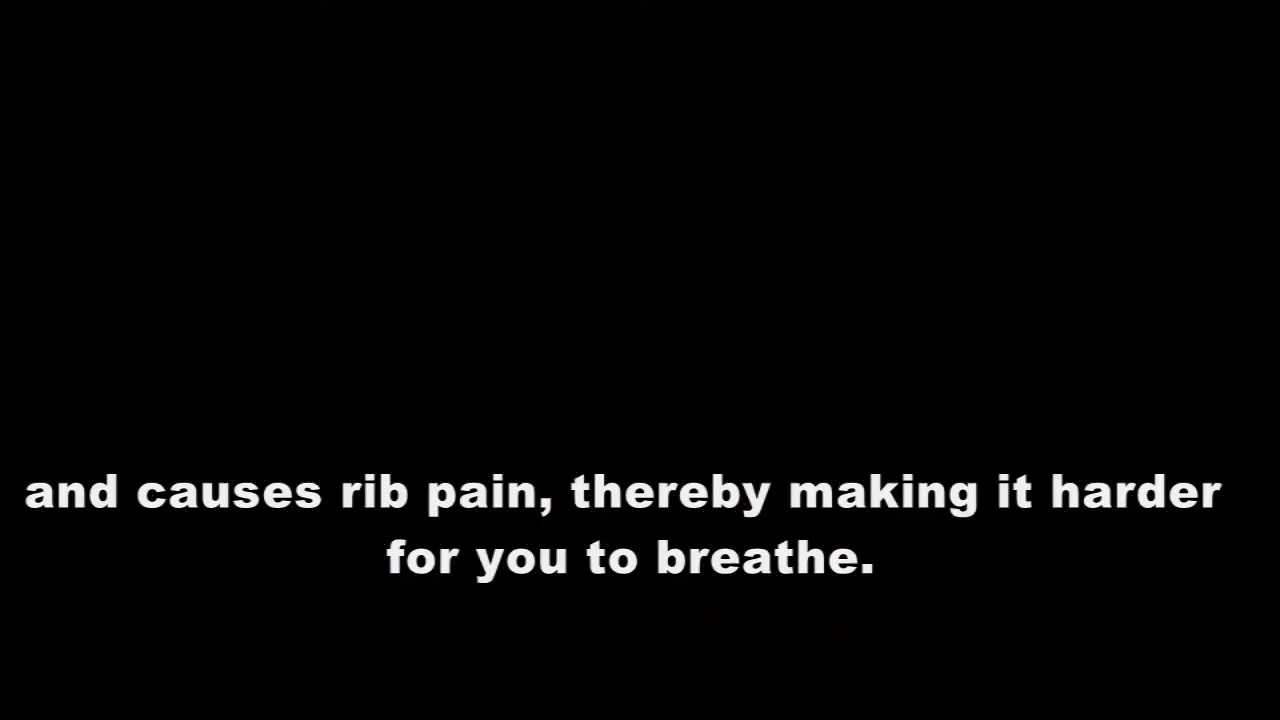 and causes rib pain, thereby making it harder
for you to breathe.